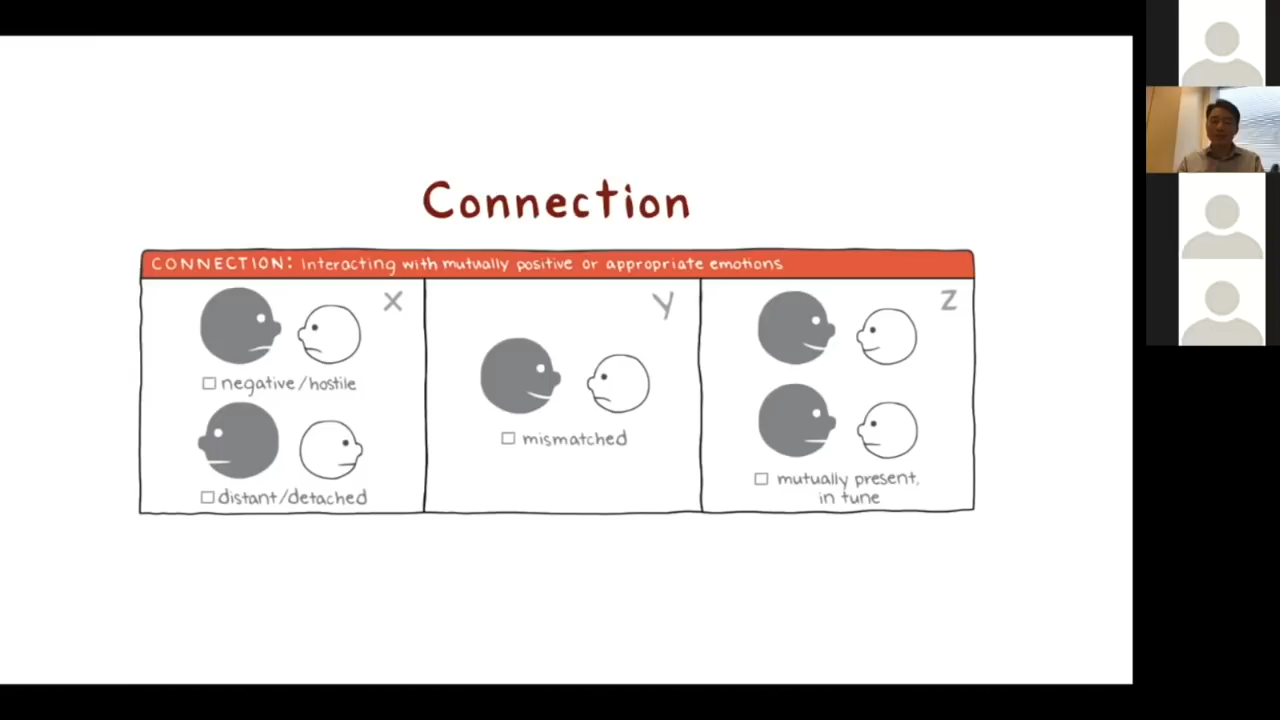 Connection
CONNECTION: Interacting with mutually positive or appropriate emotions
X
negative/hostile
distant/detached
Y
mismatched
Z
mutually present,
in tune